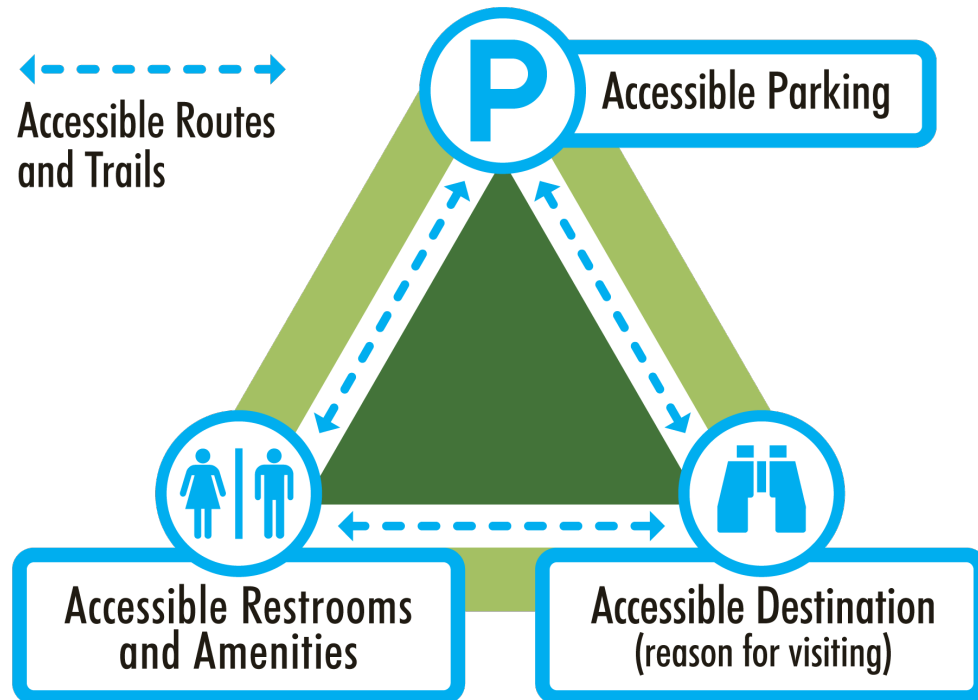 Accessible Routes
and Trails
P
Accessible Parking
Accessible Restrooms
and Amenities
Accessible Destination
(reason for visiting)